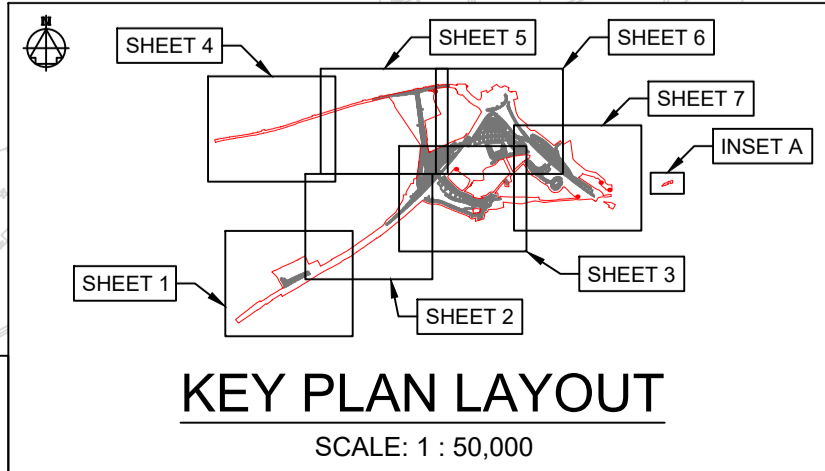 N
SHEET 4
SHEET 5
SHEET 6
SHEET 7
INSET A
SHEET 1
SHEET 2
SHEET 3
KEY PLAN LAYOUT
SCALE: 1 : 50,000